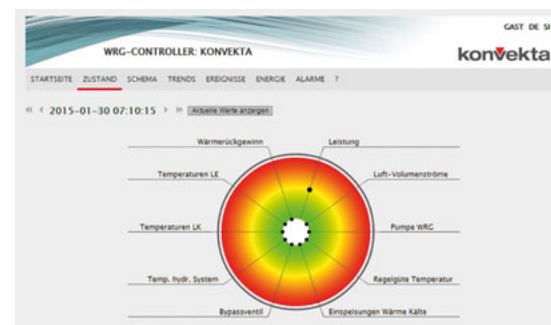 GAST DE SI
WRG-CONTROLLER: KONVEKTA
konvekta
STARTSEITE ZUSTAND SCHEMA TRENDS EREIGNISSE ENERGIE ALARME ?
2015-01-30 07:10:15 Aktuelle Werte anzeigen
Wärmerückgewinn Leistung
Temperaturen LE Luft-Volumenströme
Temperaturen LK Pumpe WRG
Temp. hydr. System Regelgüte Temperatur
Bypassventil Einspeisungen Wärme Kälte